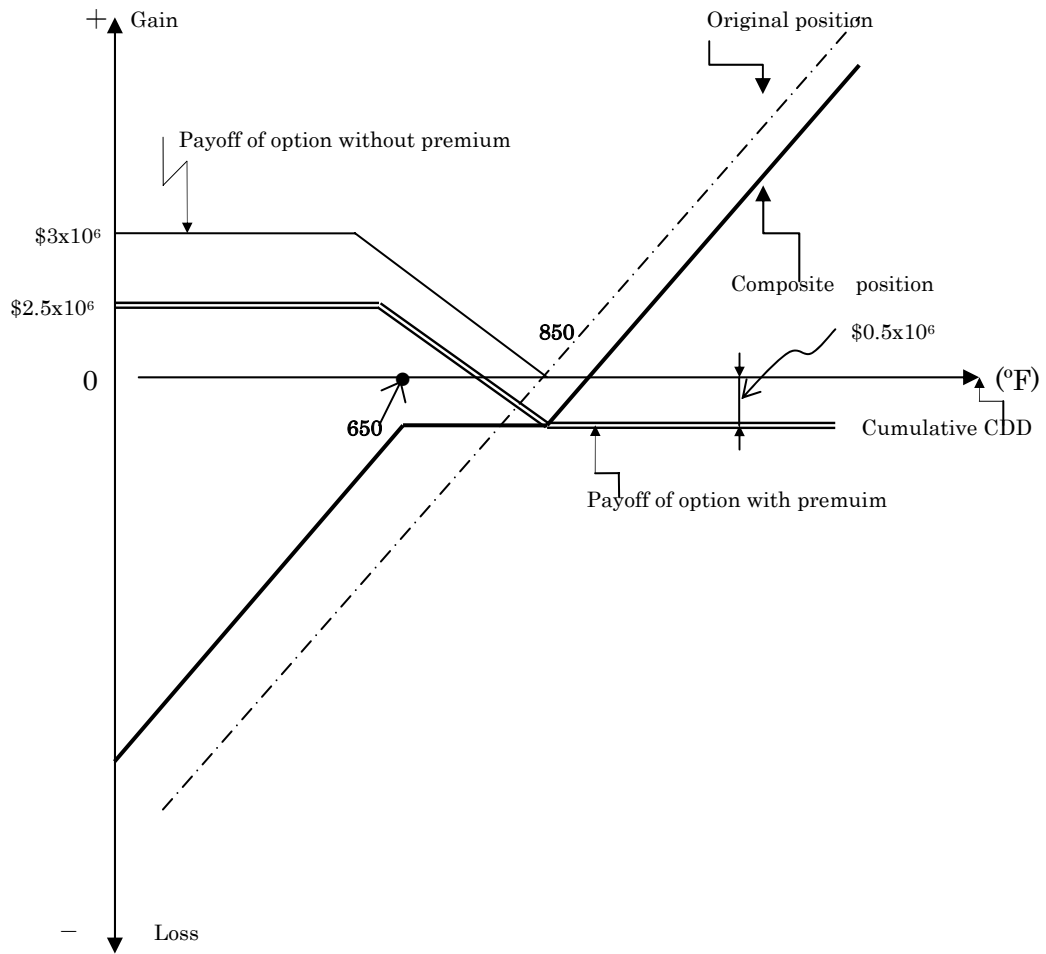 + Gain
Original position
Payoff of option without premium
$3x10⁶
Composite position
$2.5x10⁶
850
$0.5x10⁶
0
(ºF)
650
Cumulative CDD
Payoff of option with premuim
− Loss